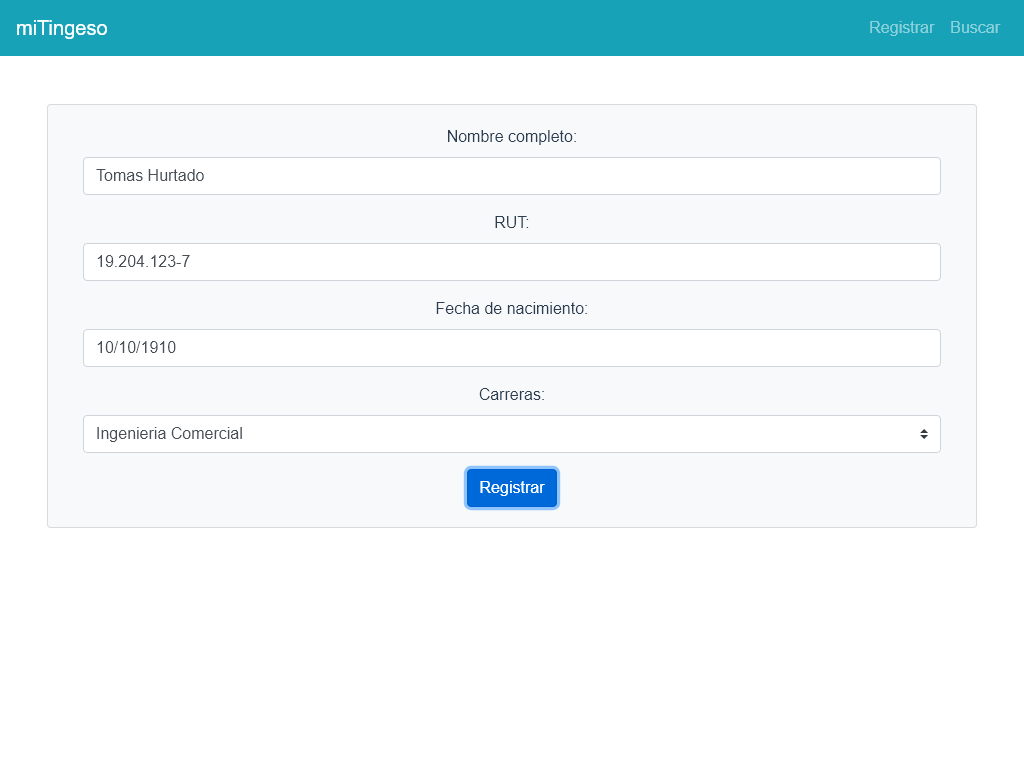 miTingeso
Registrar Buscar
Nombre completo:
Tomas Hurtado
RUT:
19.204.123-7
Fecha de nacimiento:
10/10/1910
Carreras:
Ingenieria Comercial
Registrar